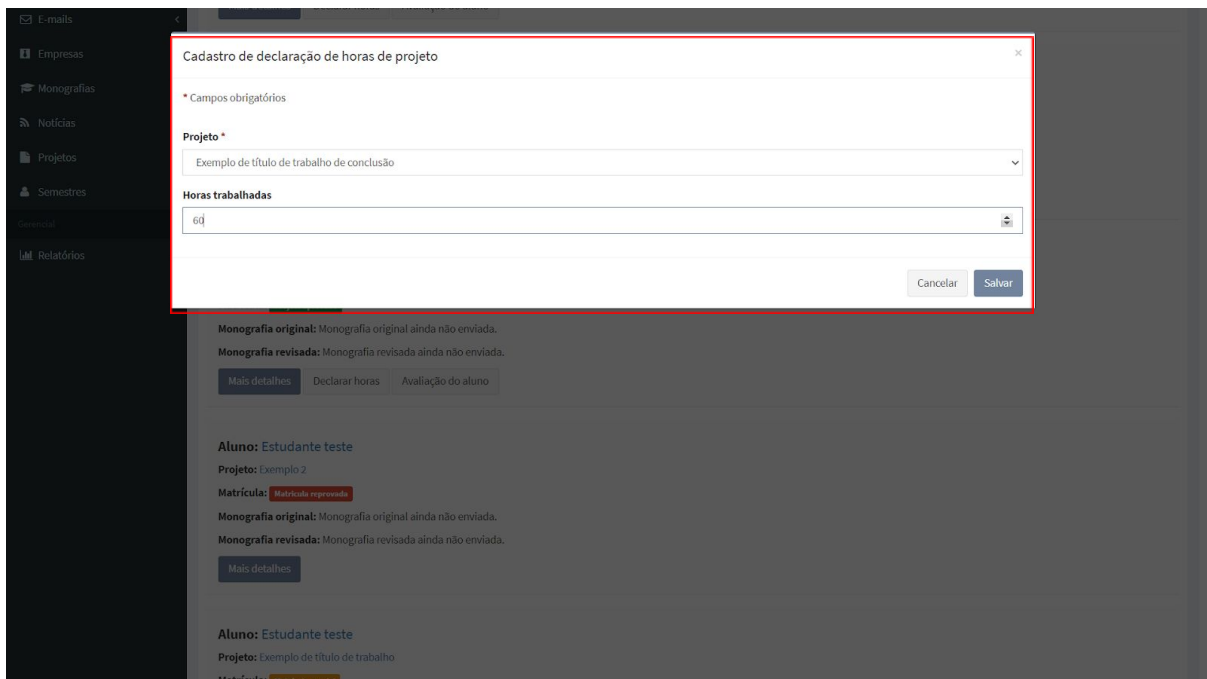 E-mails
Empresas
Monografias
Notícias
Projetos
Semestres
Gerencial
Relatórios
Cadastro de declaração de horas de projeto
×
* Campos obrigatórios
Projeto *
Exemplo de título de trabalho de conclusão
Horas trabalhadas
60
Cancelar Salvar
Monografia original: Monografia original ainda não enviada.
Monografia revisada: Monografia revisada ainda não enviada.
Mais detalhes Declarar horas Avaliação do aluno
Aluno: Estudante teste
Projeto: Exemplo 2
Matrícula: Matrícula reprovada
Monografia original: Monografia original ainda não enviada.
Monografia revisada: Monografia revisada ainda não enviada.
Mais detalhes
Aluno: Estudante teste
Projeto: Exemplo de título de trabalho